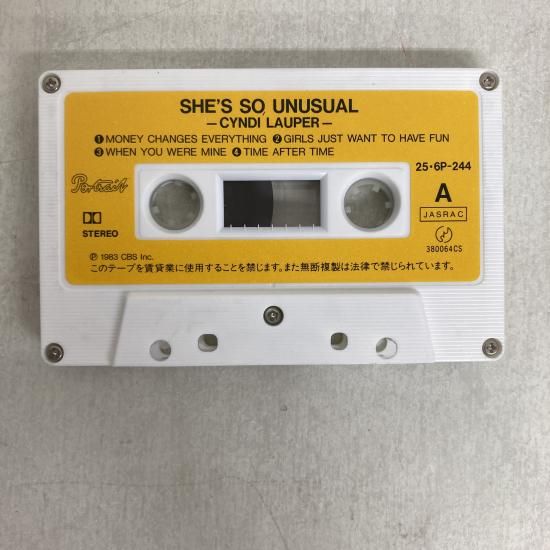 SHE'S SO UNUSUAL
—CYNDI LAUPER—
❶MONEY CHANGES EVERYTHING ❷GIRLS JUST WANT TO HAVE FUN
❸WHEN YOU WERE MINE ❹TIME AFTER TIME
25・6P-244
Portrait
A
JASRAC
STEREO
380064CS
Ⓟ 1983 CBS Inc.
このテープを賃貸業に使用することを禁じます。また無断複製は法律で禁じられています。